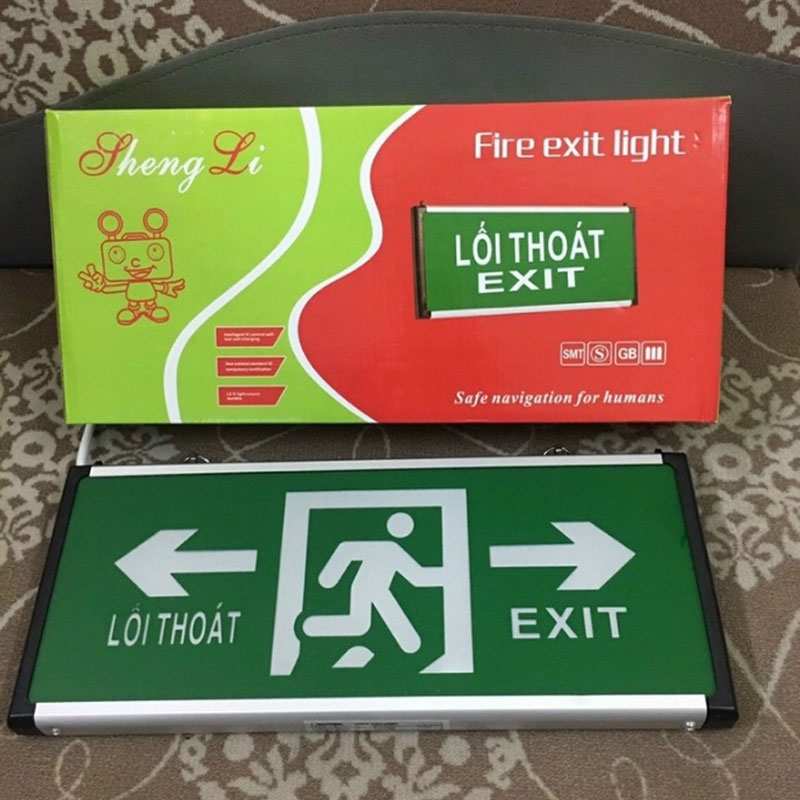 Sheng Li
Fire exit light
LỐI THOÁT
EXIT
SMT S GB
Safe navigation for humans
LỐI THOÁT
EXIT